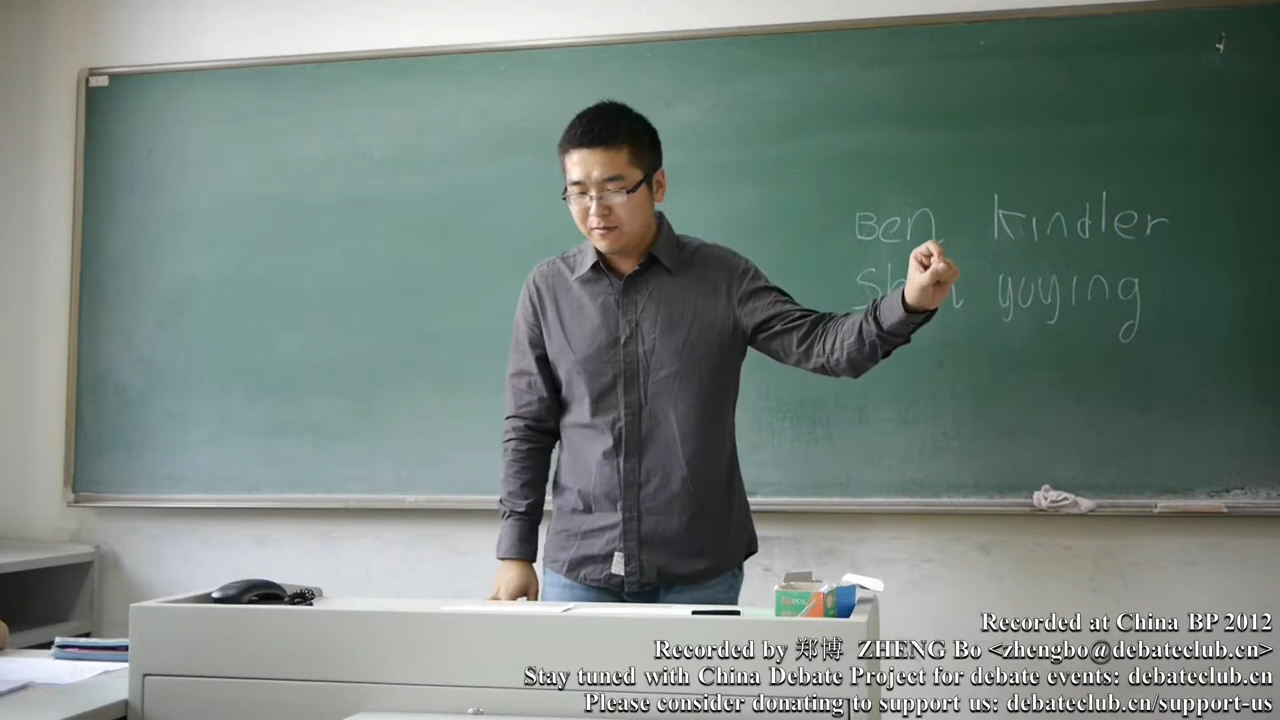 Ben kindler
yuying
Recorded at China BP 2012
Recorded by 郑博 ZHENG Bo <zhengbo@debateclub.cn>
Stay tuned with China Debate Project for debate events: debateclub.cn
Please consider donating to support us: debateclub.cn/support-us